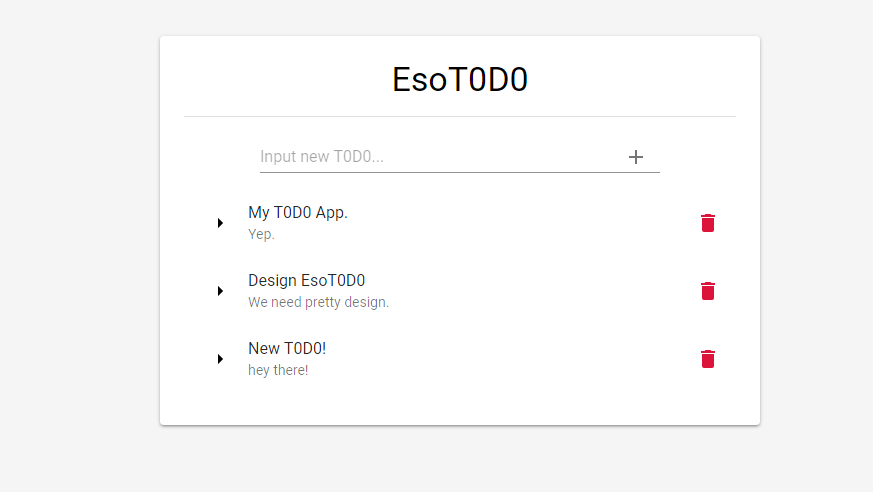 EsoT0D0
Input new T0D0...
My T0D0 App.
Yep.
Design EsoT0D0
We need pretty design.
New T0D0!
hey there!